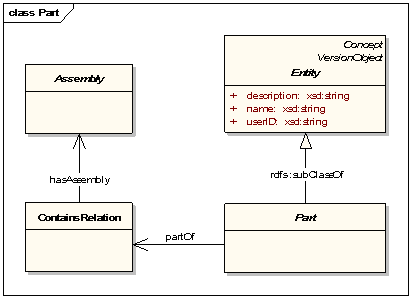 class Part
Concept
VersionObject
Entity
+ description: xsd:string
+ name: xsd:string
+ userID: xsd:string
Assembly
hasAssembly
rdfs:subClassOf
ContainsRelation
partOf
Part